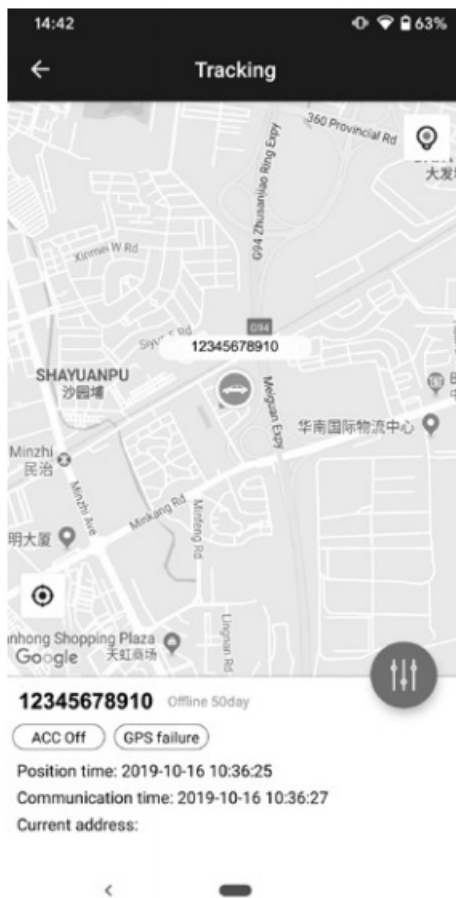 14:42
63%
Tracking
360 Provincial Rd
G94 Zhusanjiao Ring Expy
Xinmei W Rd
G94
12345678910
SHAYUANPU
沙园埔
Meiguan Expy
华南国际物流中心
Minzhi
民治
Minzhi Ave
Minkang Rd
Minfeng Rd
明大厦
Lingnan Rd
nhong Shopping Plaza
天虹商场
Google
12345678910 Offline 50day
ACC Off GPS failure
Position time: 2019-10-16 10:36:25
Communication time: 2019-10-16 10:36:27
Current address: